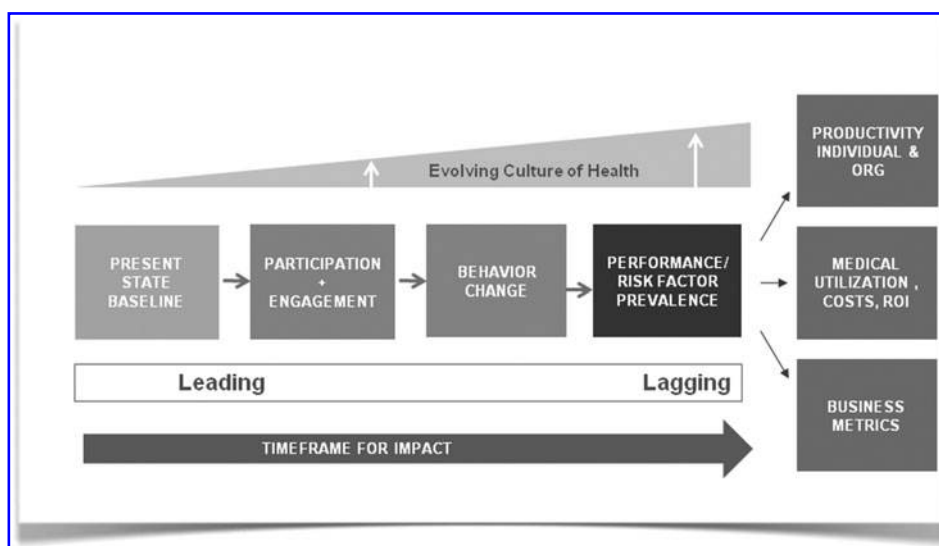 Evolving Culture of Health
PRESENT
STATE
BASELINE
PARTICIPATION
+
ENGAGEMENT
BEHAVIOR
CHANGE
PERFORMANCE/
RISK FACTOR
PREVALENCE
PRODUCTIVITY
INDIVIDUAL &
ORG
MEDICAL
UTILIZATION ,
COSTS, ROI
BUSINESS
METRICS
Leading
Lagging
TIMEFRAME FOR IMPACT